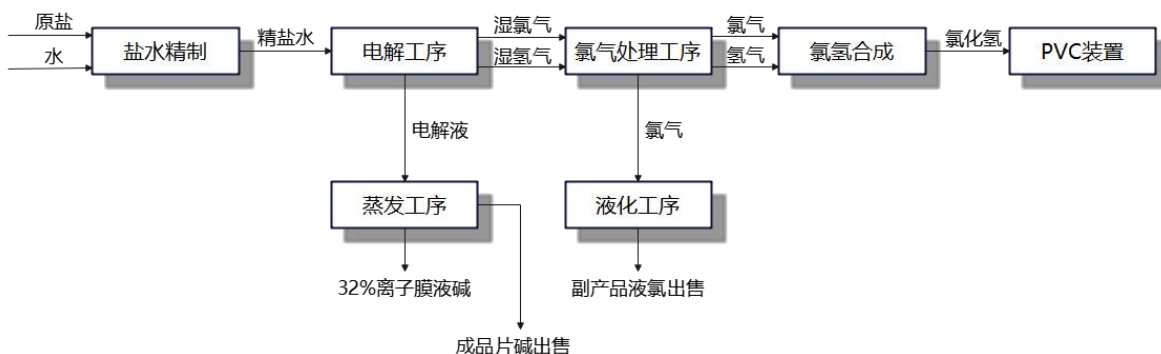 原盐
水
盐水精制
精盐水
电解工序
湿氯气
湿氢气
氯气处理工序
氯气
氢气
氯氢合成
氯化氢
PVC装置
电解液
氯气
蒸发工序
液化工序
32%离子膜液碱
副产品液氯出售
成品片碱出售